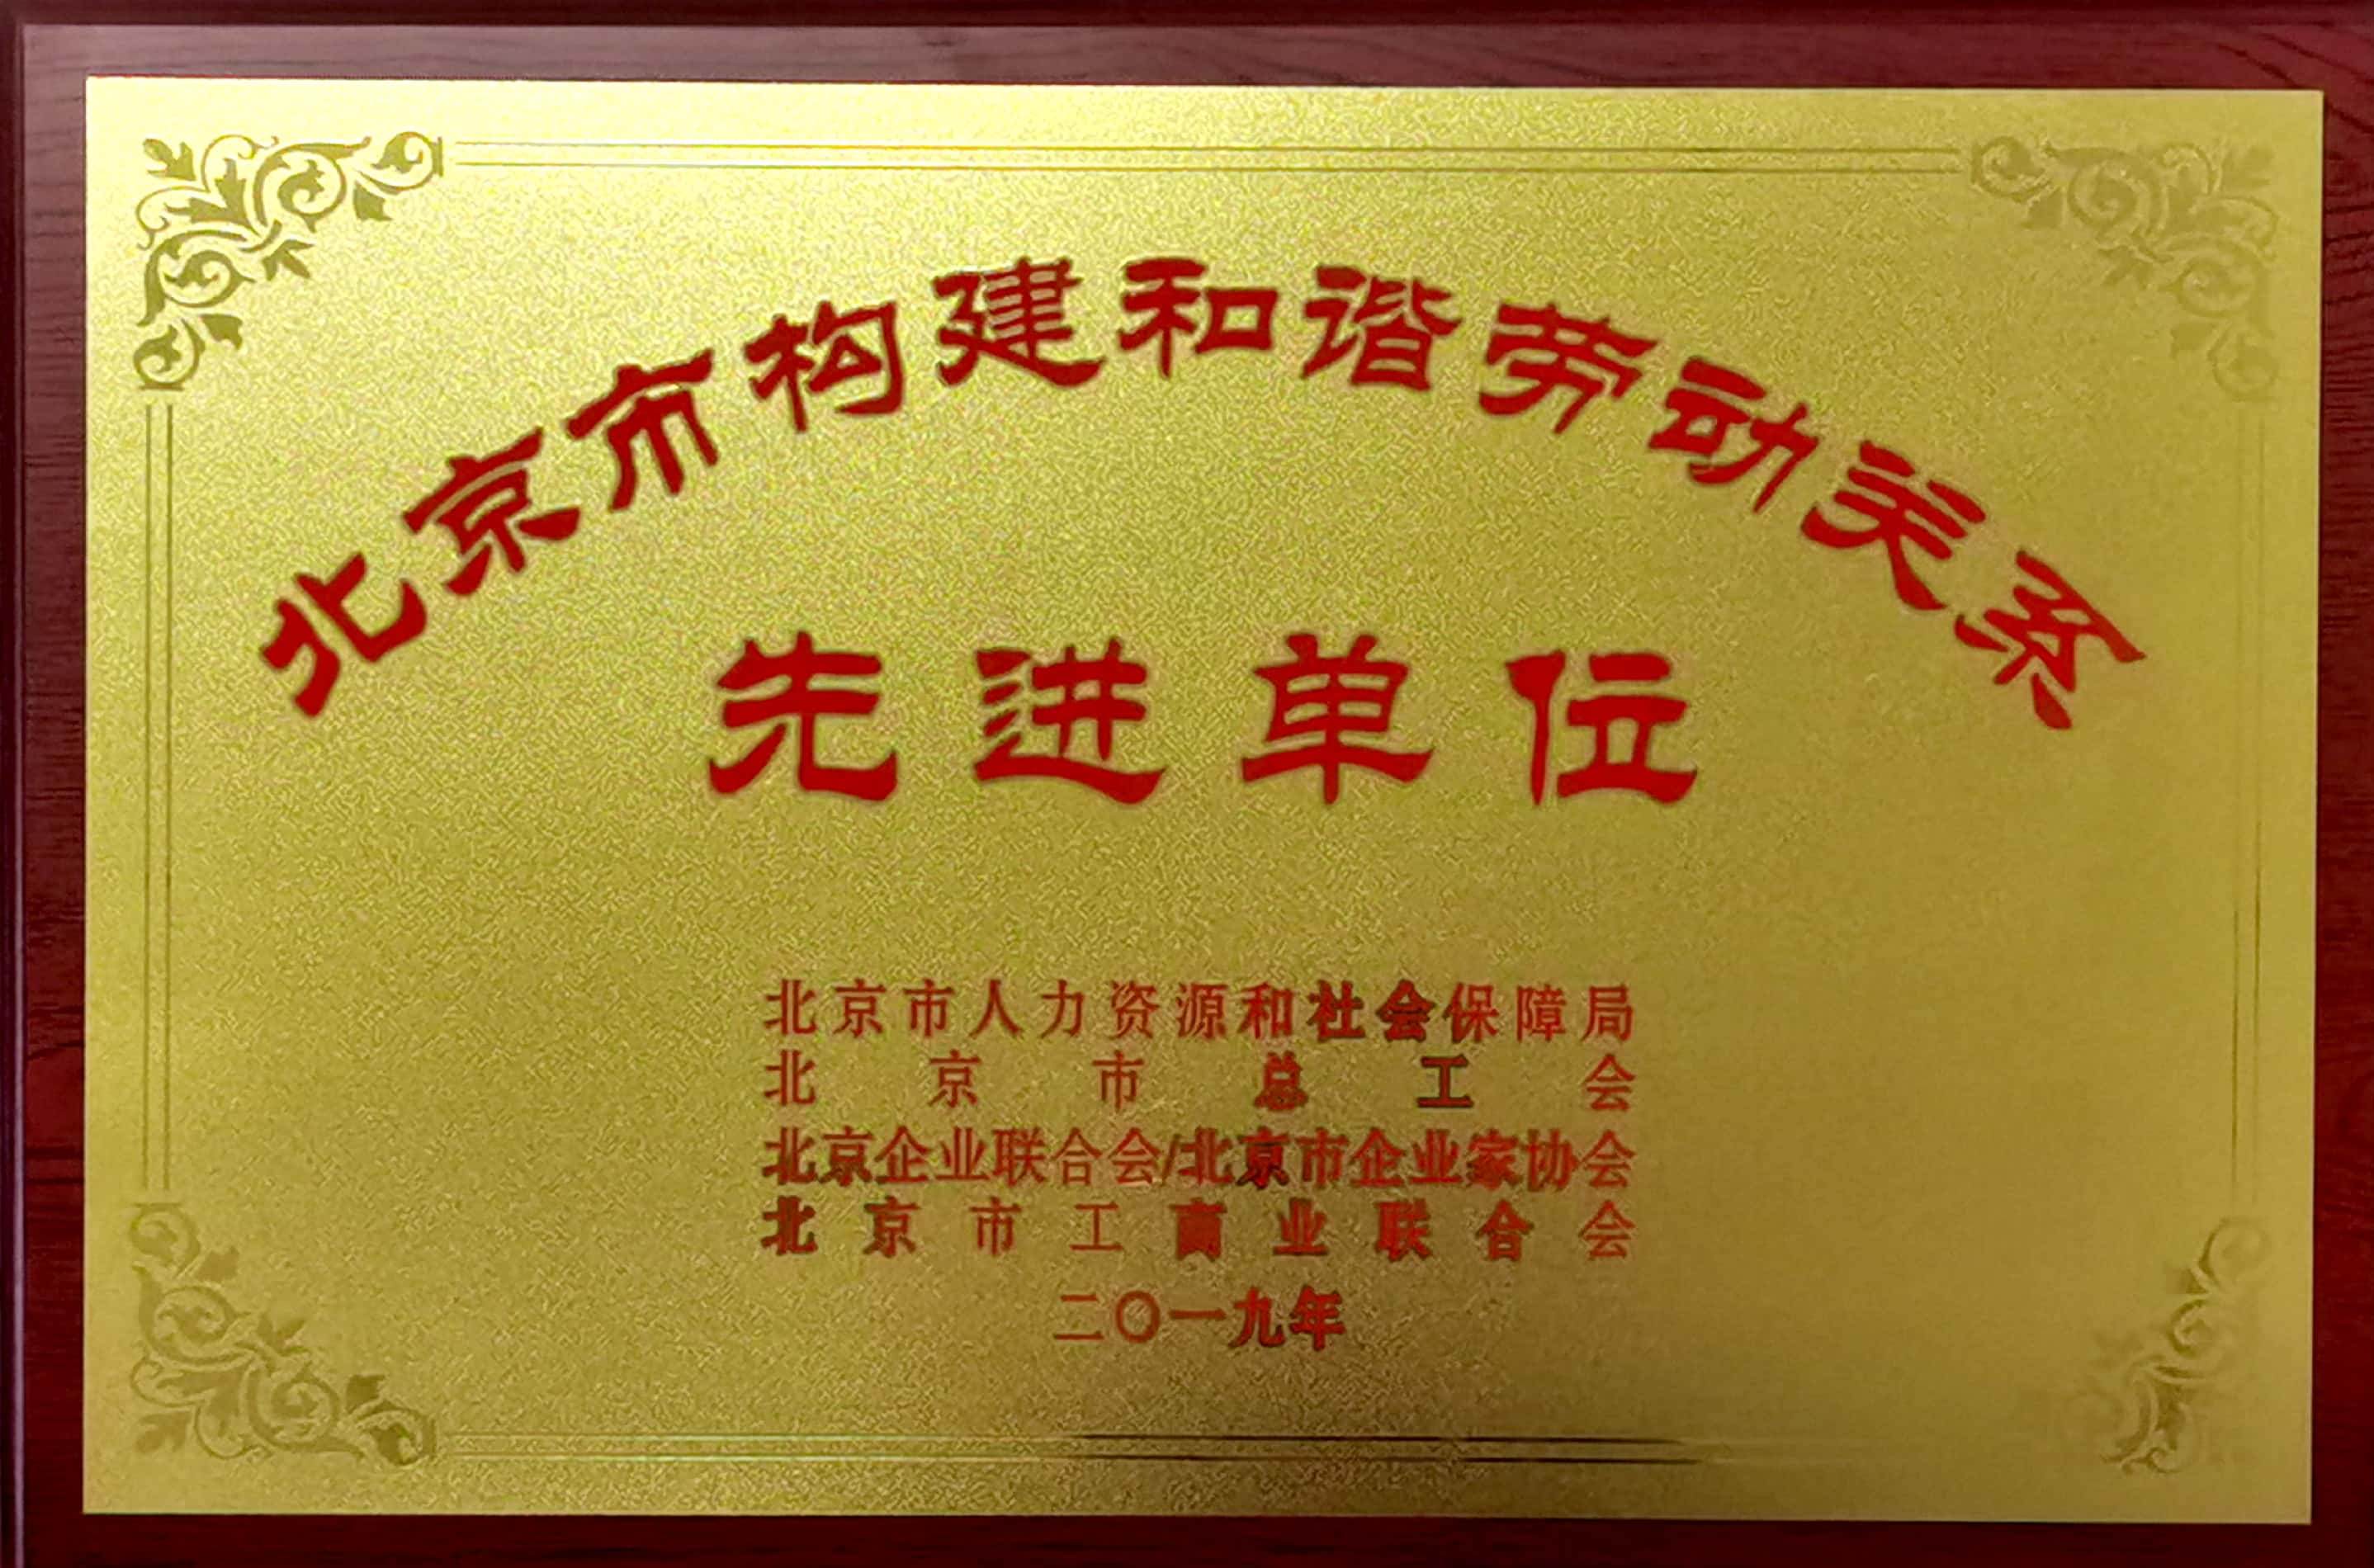 北京市构建和谐劳动关系
先进单位
北京市人力资源和社会保障局
北京市总工会
北京企业联合会/北京市企业家协会
北京市工商业联合会
二〇一九年